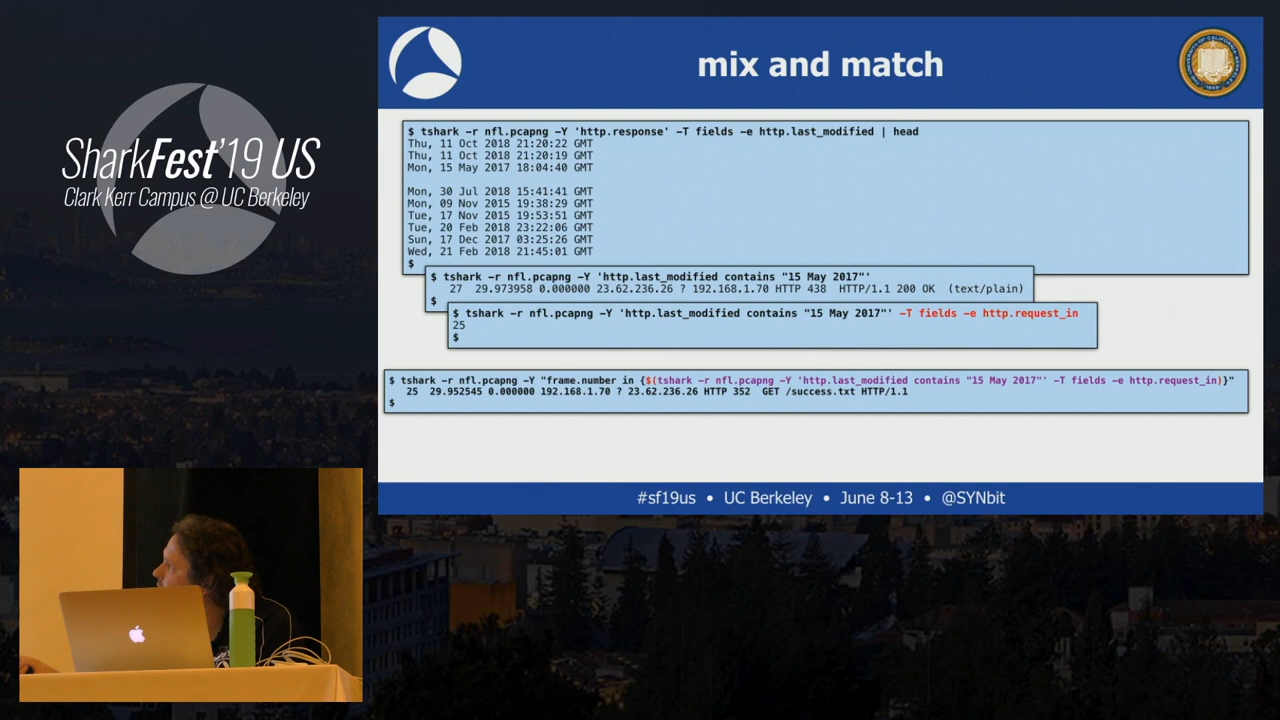 SharkFest'19 US
Clark Kerr Campus @ UC Berkeley
mix and match
$ tshark -r nfl.pcapng -Y 'http.response' -T fields -e http.last_modified | head
Thu, 11 Oct 2018 21:20:22 GMT
Thu, 11 Oct 2018 21:20:19 GMT
Mon, 15 May 2017 18:04:40 GMT
Mon, 30 Jul 2018 15:41:41 GMT
Mon, 09 Nov 2015 19:38:29 GMT
Tue, 17 Nov 2015 19:53:51 GMT
Tue, 20 Feb 2018 23:22:06 GMT
Sun, 17 Dec 2017 03:25:26 GMT
Wed, 21 Feb 2018 21:45:01 GMT
$
$ tshark -r nfl.pcapng -Y 'http.last_modified contains "15 May 2017"'
27 29.973958 0.000000 23.62.236.26 ? 192.168.1.70 HTTP 438 HTTP/1.1 200 OK (text/plain)
$
$ tshark -r nfl.pcapng -Y 'http.last_modified contains "15 May 2017"' -T fields -e http.request_in
25
$
$ tshark -r nfl.pcapng -Y "frame.number in {$(tshark -r nfl.pcapng -Y 'http.last_modified contains "15 May 2017"' -T fields -e http.request_in)}"
25 29.952545 0.000000 192.168.1.70 ? 23.62.236.26 HTTP 352 GET /success.txt HTTP/1.1
$
#sf19us • UC Berkeley • June 8-13 • @SYNbit